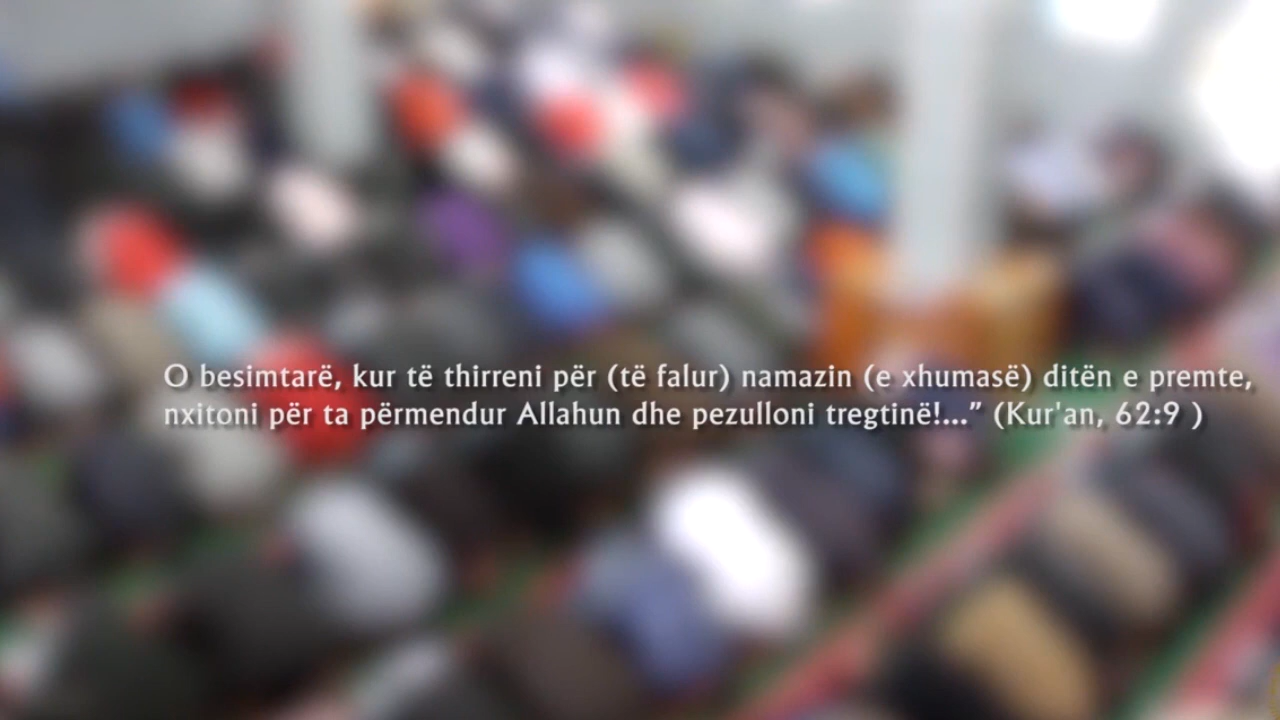 O besimtarë, kur të thirreni për (të falur) namazin (e xhumasë) ditën e premte,
nxitoni për ta përmendur Allahun dhe pezulloni tregtinë!...” (Kur'an, 62:9 )